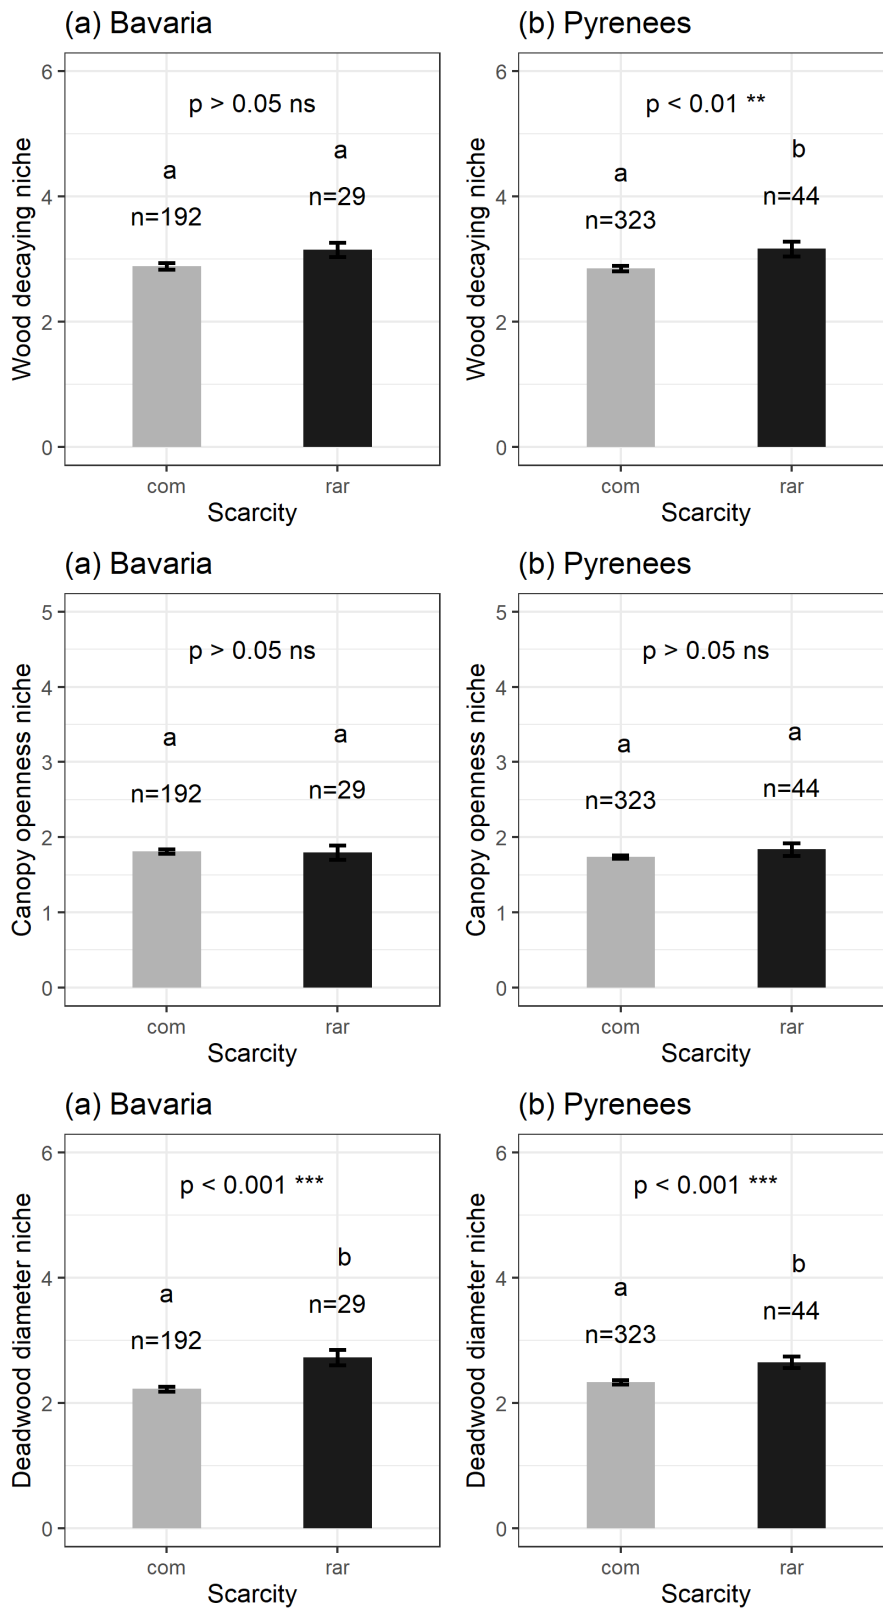 (a) Bavaria
(b) Pyrenees
6
p > 0.05 ns
a
a
n=29
n=192
4
2
0
Wood decaying niche
com
rar
Scarcity
6
p < 0.01 **
b
a
n=44
n=323
4
2
0
Wood decaying niche
com
rar
Scarcity
(a) Bavaria
(b) Pyrenees
5
p > 0.05 ns
4
a
a
3
n=192
n=29
2
1
0
Canopy openness niche
com
rar
Scarcity
5
p > 0.05 ns
4
a
a
3
n=323
n=44
2
1
0
Canopy openness niche
com
rar
Scarcity
(a) Bavaria
(b) Pyrenees
6
p < 0.001 ***
b
a
4
n=29
n=192
2
0
Deadwood diameter niche
com
rar
Scarcity
6
p < 0.001 ***
b
a
4
n=44
n=323
2
0
Deadwood diameter niche
com
rar
Scarcity